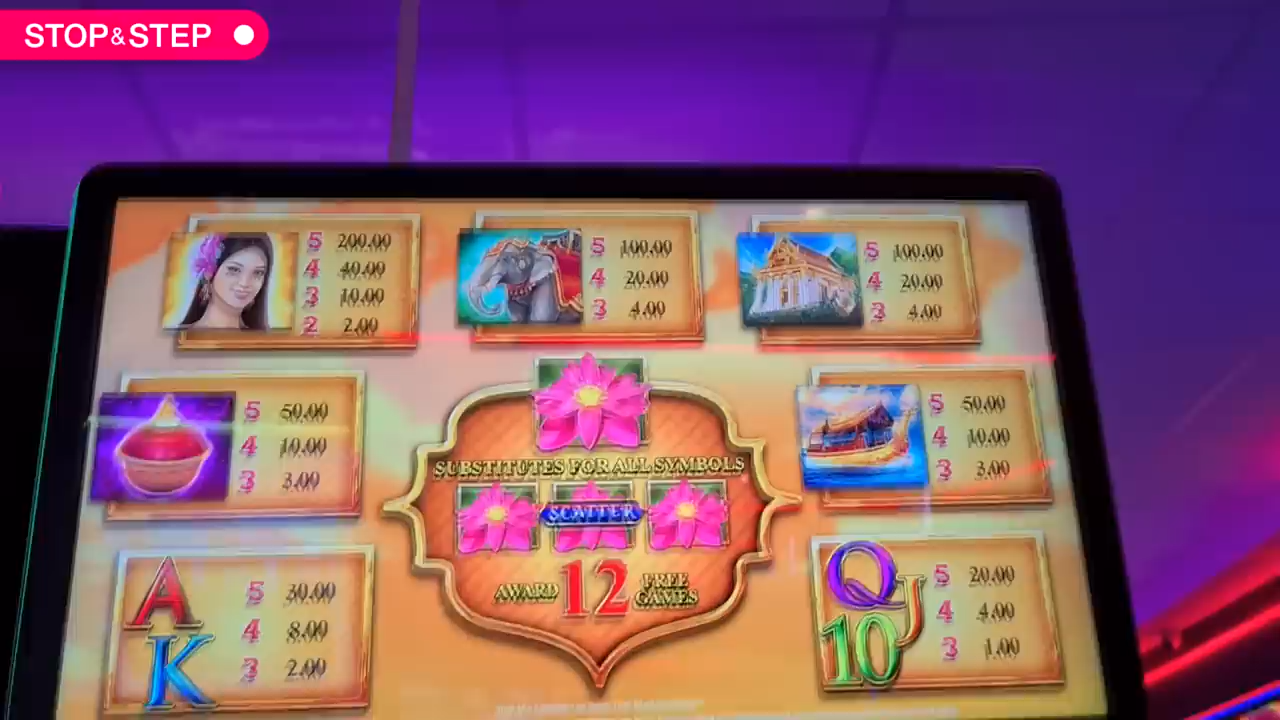 STOP&STEP
5 200.00
4 40.00
3 10.00
2 2.00
5 100.00
4 20.00
3 4.00
5 100.00
4 20.00
3 4.00
5 50.00
4 10.00
3 3.00
SUBSTITUTES FOR ALL SYMBOLS
SCATTER
AWARD 12 FREE GAMES
5 50.00
4 10.00
3 3.00
A
K
5 30.00
4 8.00
3 2.00
Q
J
10
5 20.00
4 4.00
3 1.00